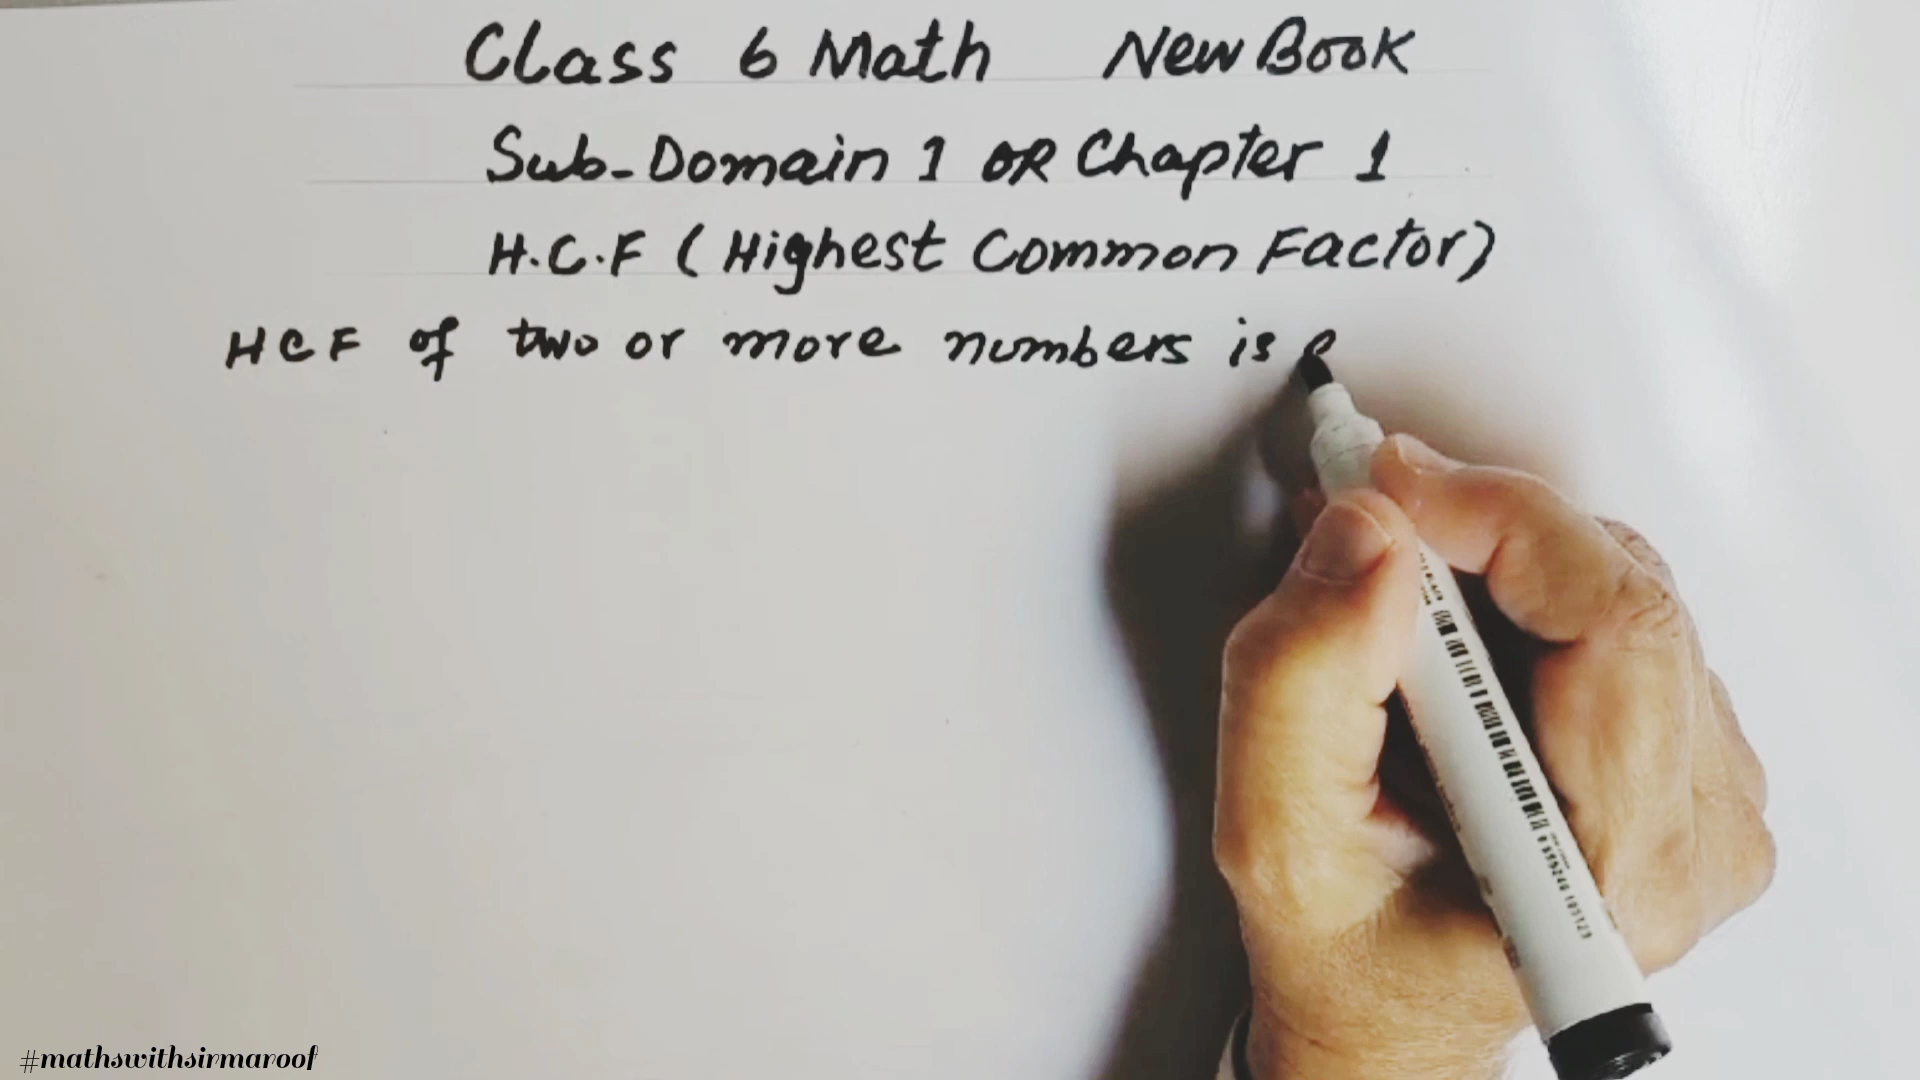 Class 6 Math New Book
Sub-Domain 1 OR Chapter 1
H.C.F (Highest Common Factor)
HCF of two or more numbers is
#mathswithsirmaroof